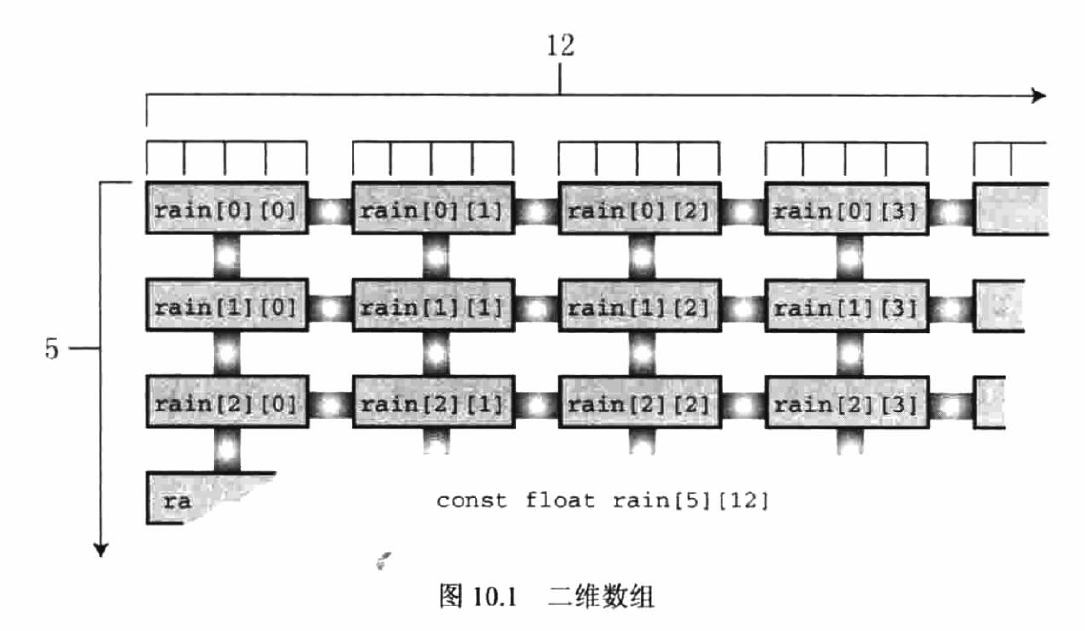 12
rain[0][0] rain[0][1] rain[0][2] rain[0][3]
rain[1][0] rain[1][1] rain[1][2] rain[1][3]
5
rain[2][0] rain[2][1] rain[2][2] rain[2][3]
ra
const float rain[5][12]
图 10.1 二维数组